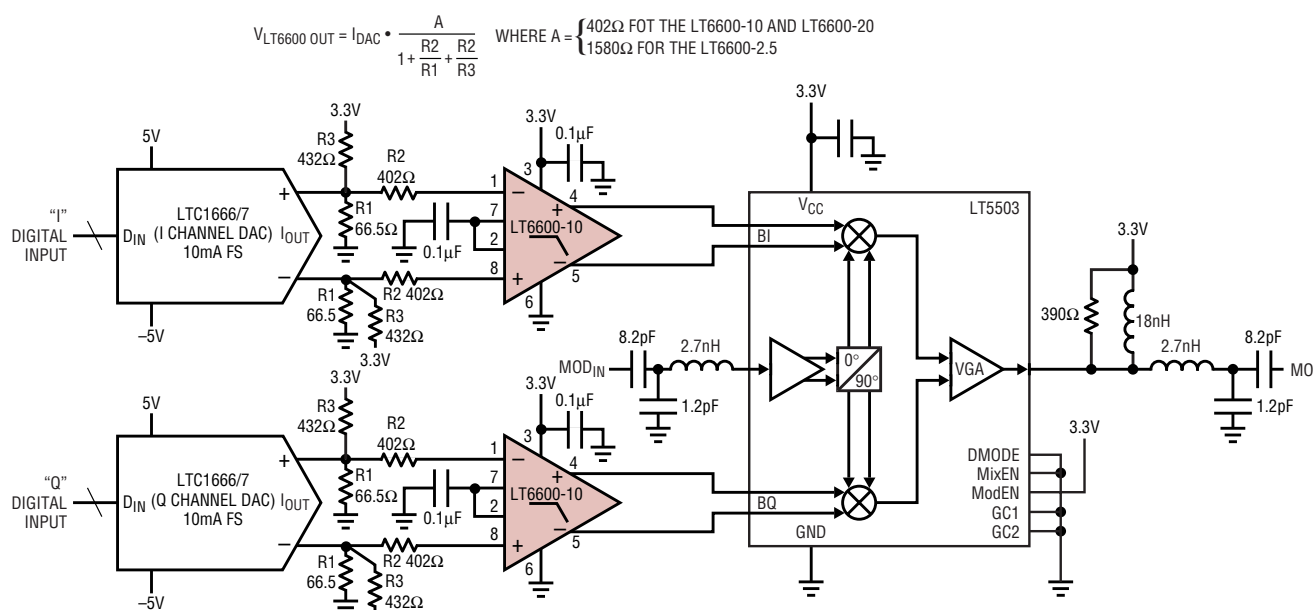 V_LT6600 OUT = I_DAC • A / (1 + R2/R1 + R2/R3) WHERE A = { 402Ω FOT THE LT6600-10 AND LT6600-20
1580Ω FOR THE LT6600-2.5
5V
"I"
DIGITAL
INPUT
D_IN
LTC1666/7
(I CHANNEL DAC)
10mA FS
I_OUT
+
−
–5V
3.3V
R3
432Ω
R2
402Ω
R1
66.5Ω
R1
66.5
R2 402Ω
R3
432Ω
3.3V
0.1µF
3.3V
0.1µF
1
7
2
8
3
4
5
6
−
+
+
−
LT6600-10
5V
"Q"
DIGITAL
INPUT
D_IN
LTC1666/7
(Q CHANNEL DAC)
10mA FS
I_OUT
+
−
–5V
3.3V
R3
432Ω
R2
402Ω
R1
66.5Ω
R1
66.5
R2 402Ω
R3
432Ω
0.1µF
3.3V
0.1µF
1
7
2
8
3
4
5
6
−
+
+
−
LT6600-10
3.3V
V_CC
LT5503
BI
BQ
MOD_IN
8.2pF
2.7nH
1.2pF
0°
90°
VGA
GND
DMODE
MixEN
ModEN
GC1
GC2
3.3V
3.3V
390Ω
18nH
2.7nH
8.2pF
1.2pF
MO